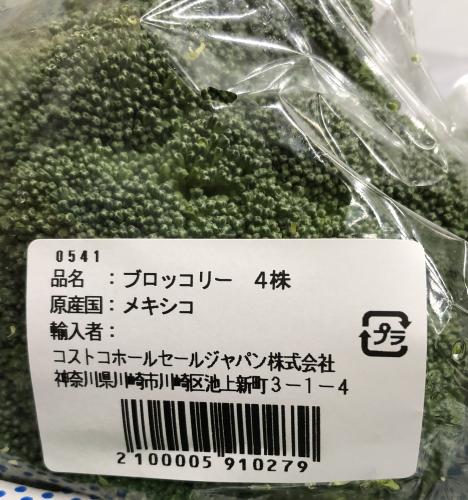 0541
品名 : ブロッコリー 4株
原産国: メキシコ
輸入者:
コストコホールセールジャパン株式会社
神奈川県川崎市川崎区池上新町3-1-4
プラ
2 100005 910279